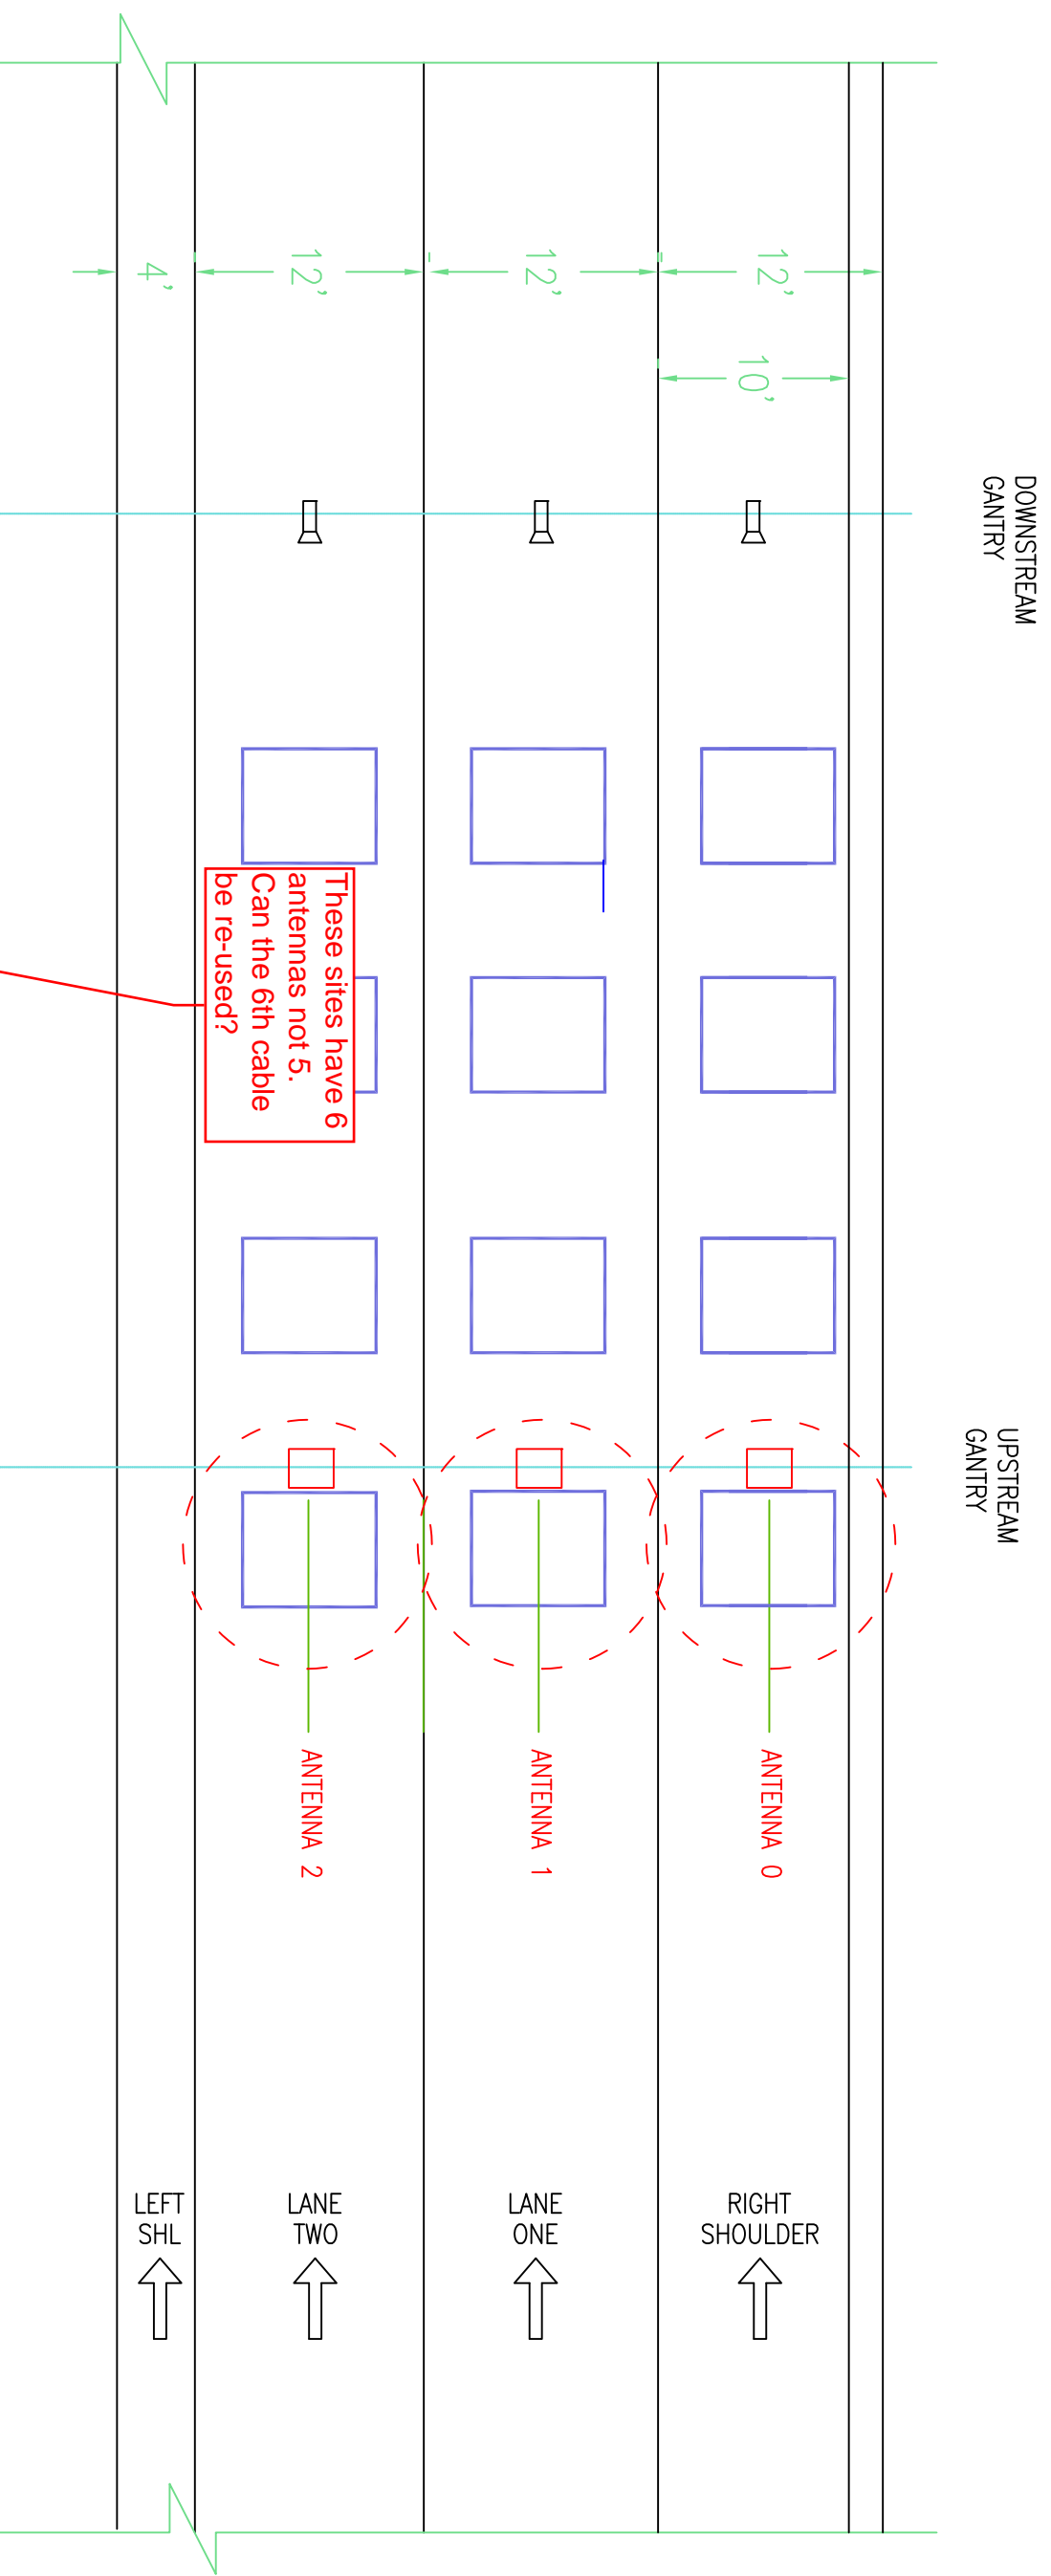 DOWNSTREAM
GANTRY
12'
12'
12'
4'
10'
These sites have 6
antennas not 5.
Can the 6th cable
be re-used?
UPSTREAM
GANTRY
ANTENNA 2
ANTENNA 1
ANTENNA 0
LEFT
SHL
LANE
TWO
LANE
ONE
RIGHT
SHOULDER